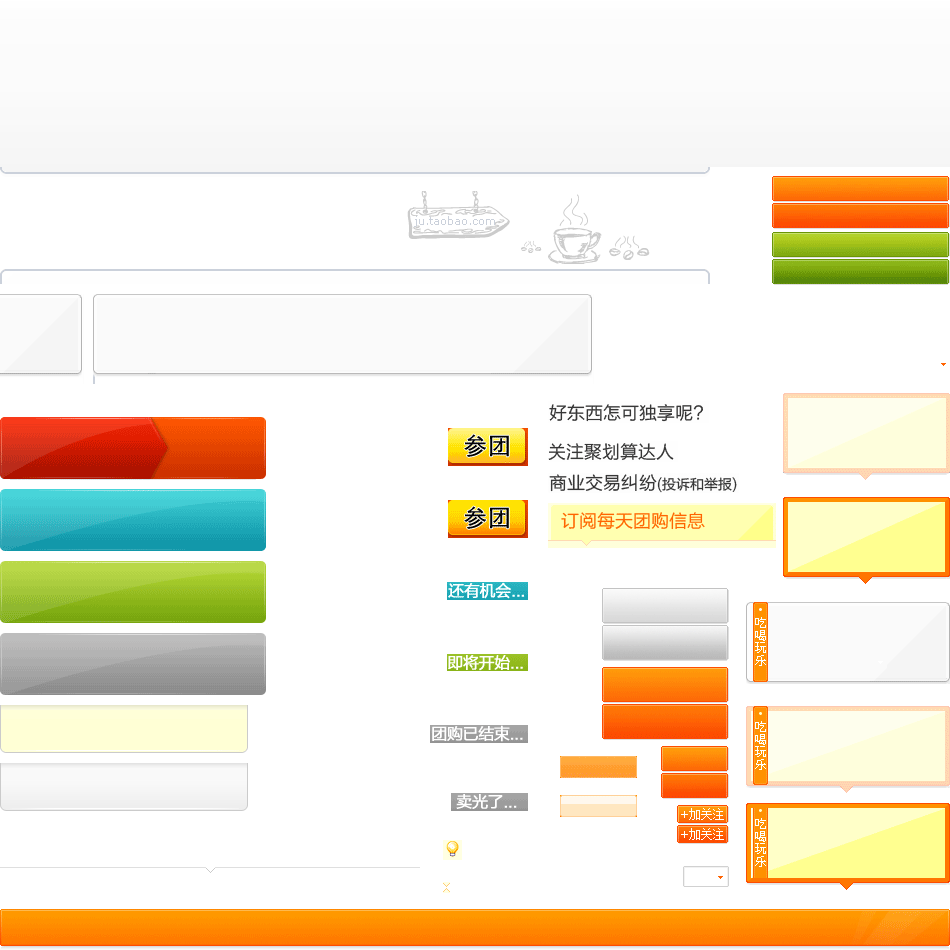 ju.taobao.com
好东西怎可独享呢?
参团
关注聚划算达人
商业交易纠纷(投诉和举报)
参团
订阅每天团购信息
还有机会...
· 吃喝玩乐
即将开始...
· 吃喝玩乐
团购已结束...
卖光了...
+加关注
+加关注
· 吃喝玩乐